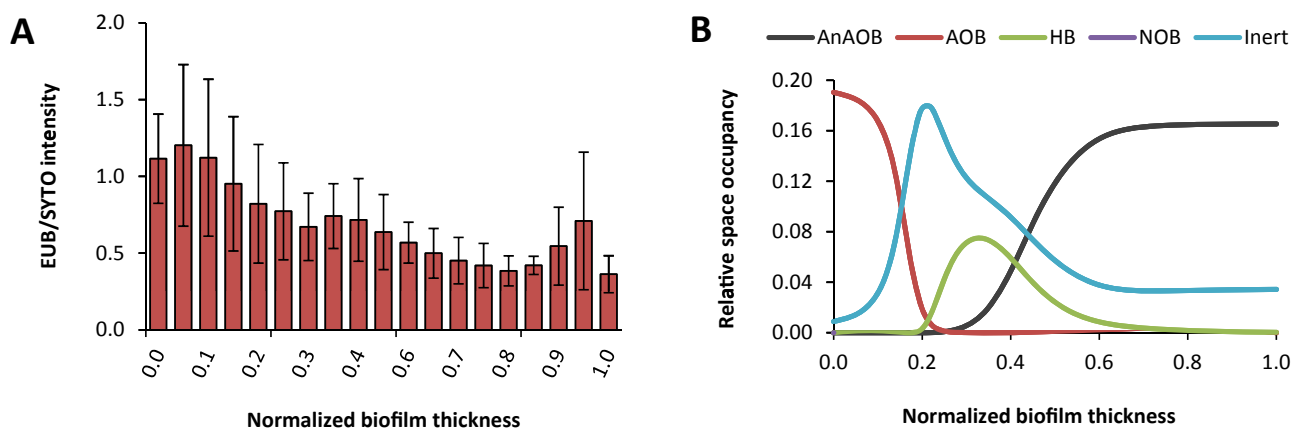 A
EUB/SYTO intensity
2.0
1.5
1.0
0.5
0.0
0.0 0.1 0.2 0.3 0.4 0.6 0.7 0.8 0.9 1.0
Normalized biofilm thickness
B
AnAOB AOB HB NOB Inert
Relative space occupancy
0.20
0.16
0.12
0.08
0.04
0.00
0.0 0.2 0.4 0.6 0.8 1.0
Normalized biofilm thickness